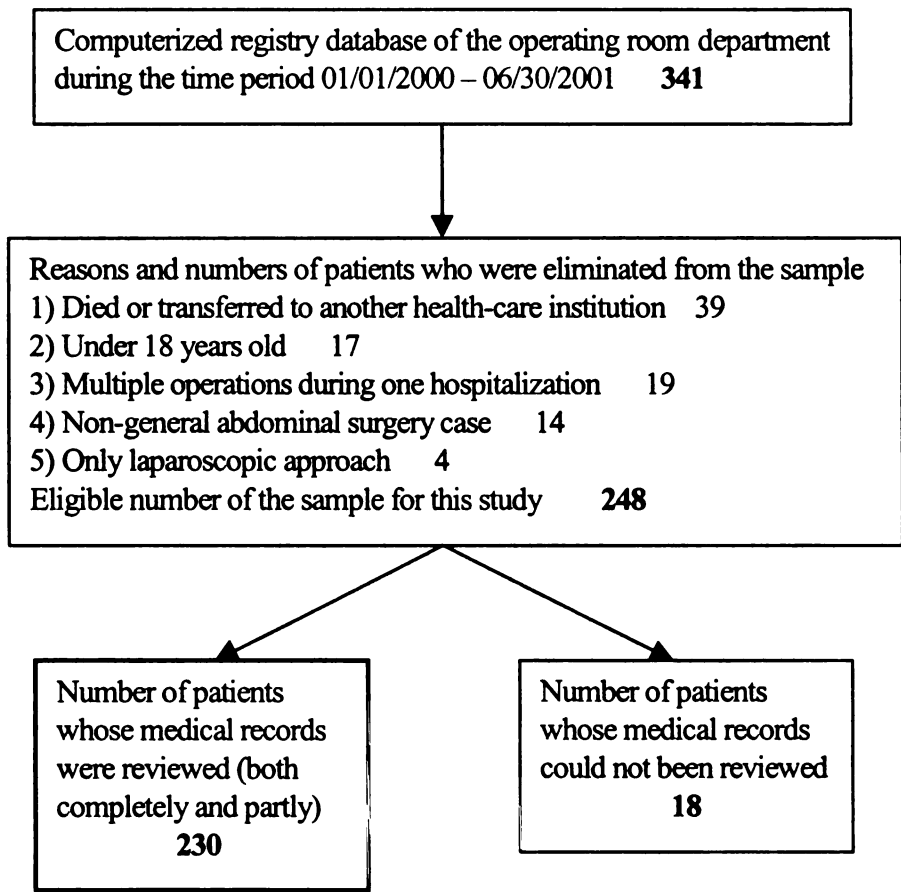 Computerized registry database of the operating room department
during the time period 01/01/2000 – 06/30/2001 341
Reasons and numbers of patients who were eliminated from the sample
1) Died or transferred to another health-care institution 39
2) Under 18 years old 17
3) Multiple operations during one hospitalization 19
4) Non-general abdominal surgery case 14
5) Only laparoscopic approach 4
Eligible number of the sample for this study 248
Number of patients
whose medical records
were reviewed (both
completely and partly)
230
Number of patients
whose medical records
could not been reviewed
18